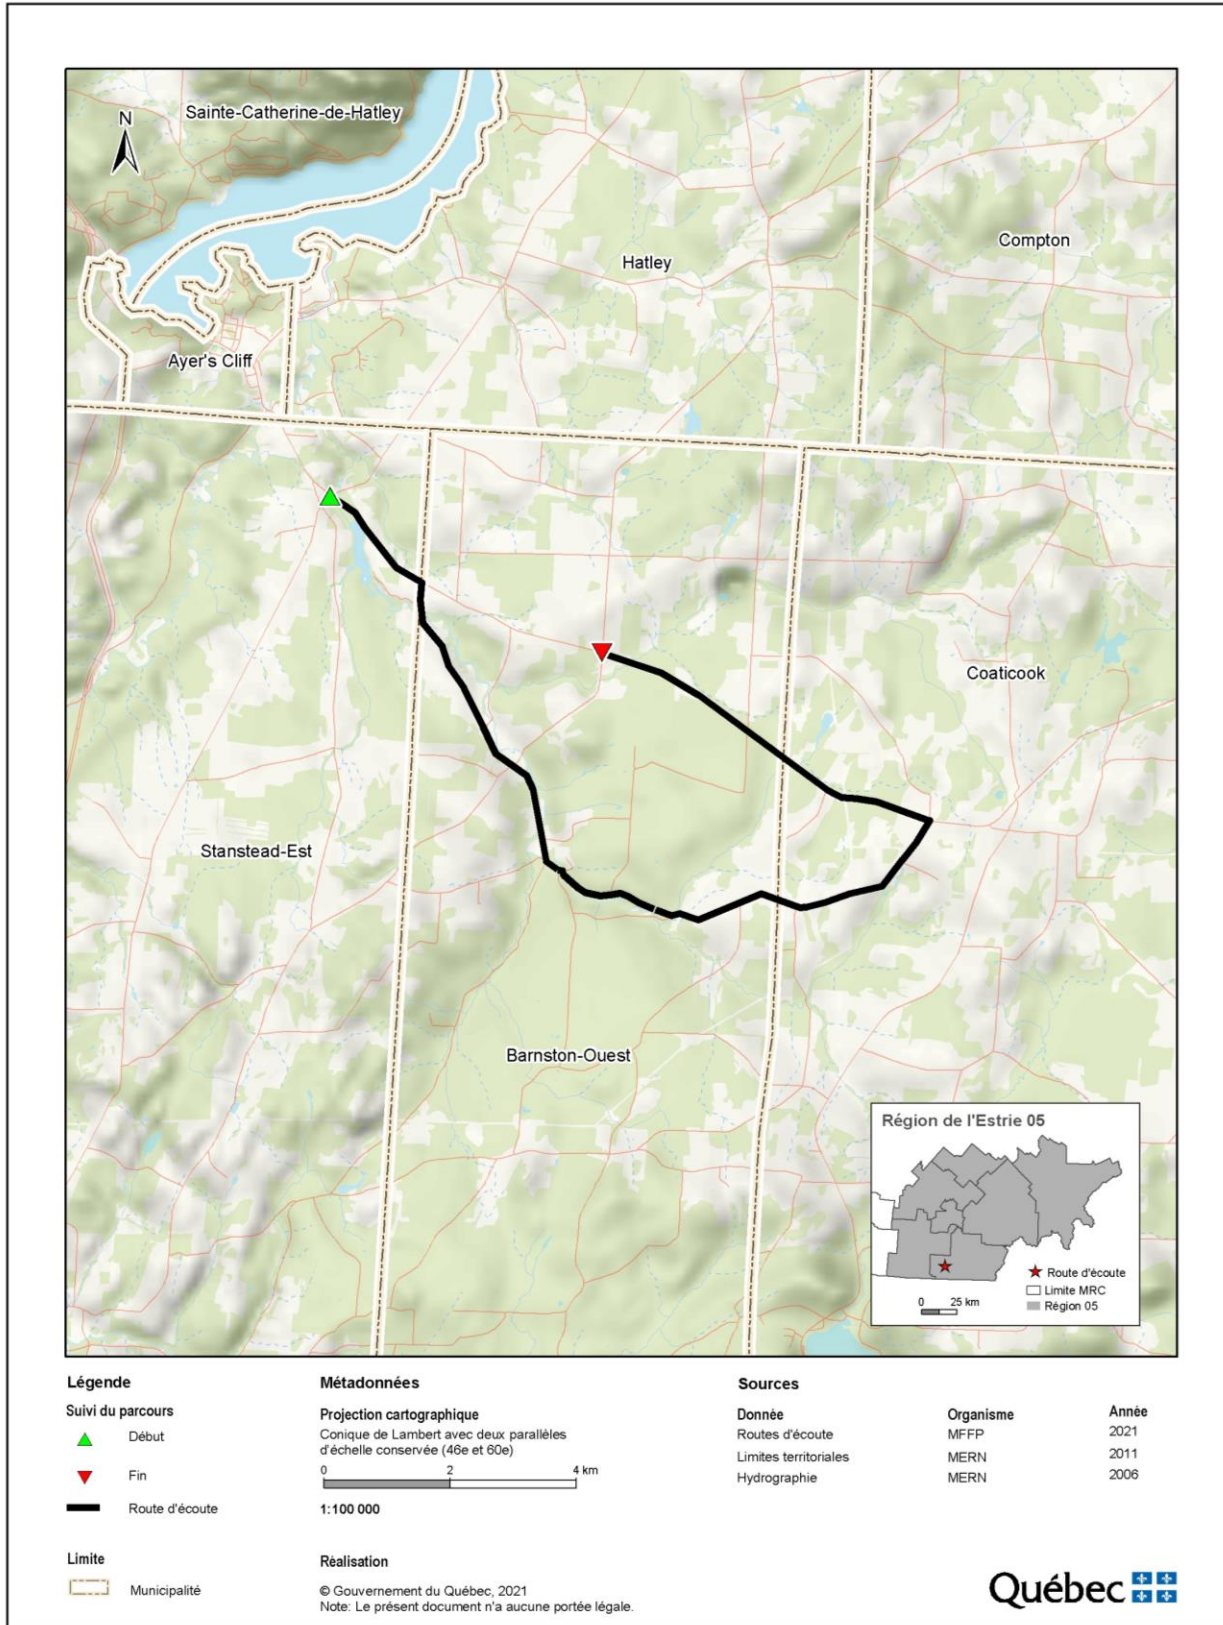 Sainte-Catherine-de-Hatley
N
Compton
Hatley
Ayer's Cliff
Coaticook
Stanstead-Est
Barnston-Ouest
Région de l'Estrie 05
Route d'écoute
Limite MRC
Région 05
0 25 km
Légende
Suivi du parcours
Début
Fin
Route d'écoute
Limite
Municipalité
Métadonnées
Projection cartographique
Conique de Lambert avec deux parallèles
d'échelle conservée (46e et 60e)
0 2 4 km
1:100 000
Réalisation
© Gouvernement du Québec, 2021
Note: Le présent document n'a aucune portée légale.
Sources
Donnée Organisme Année
Routes d'écoute MFFP 2021
Limites territoriales MERN 2011
Hydrographie MERN 2006
Québec